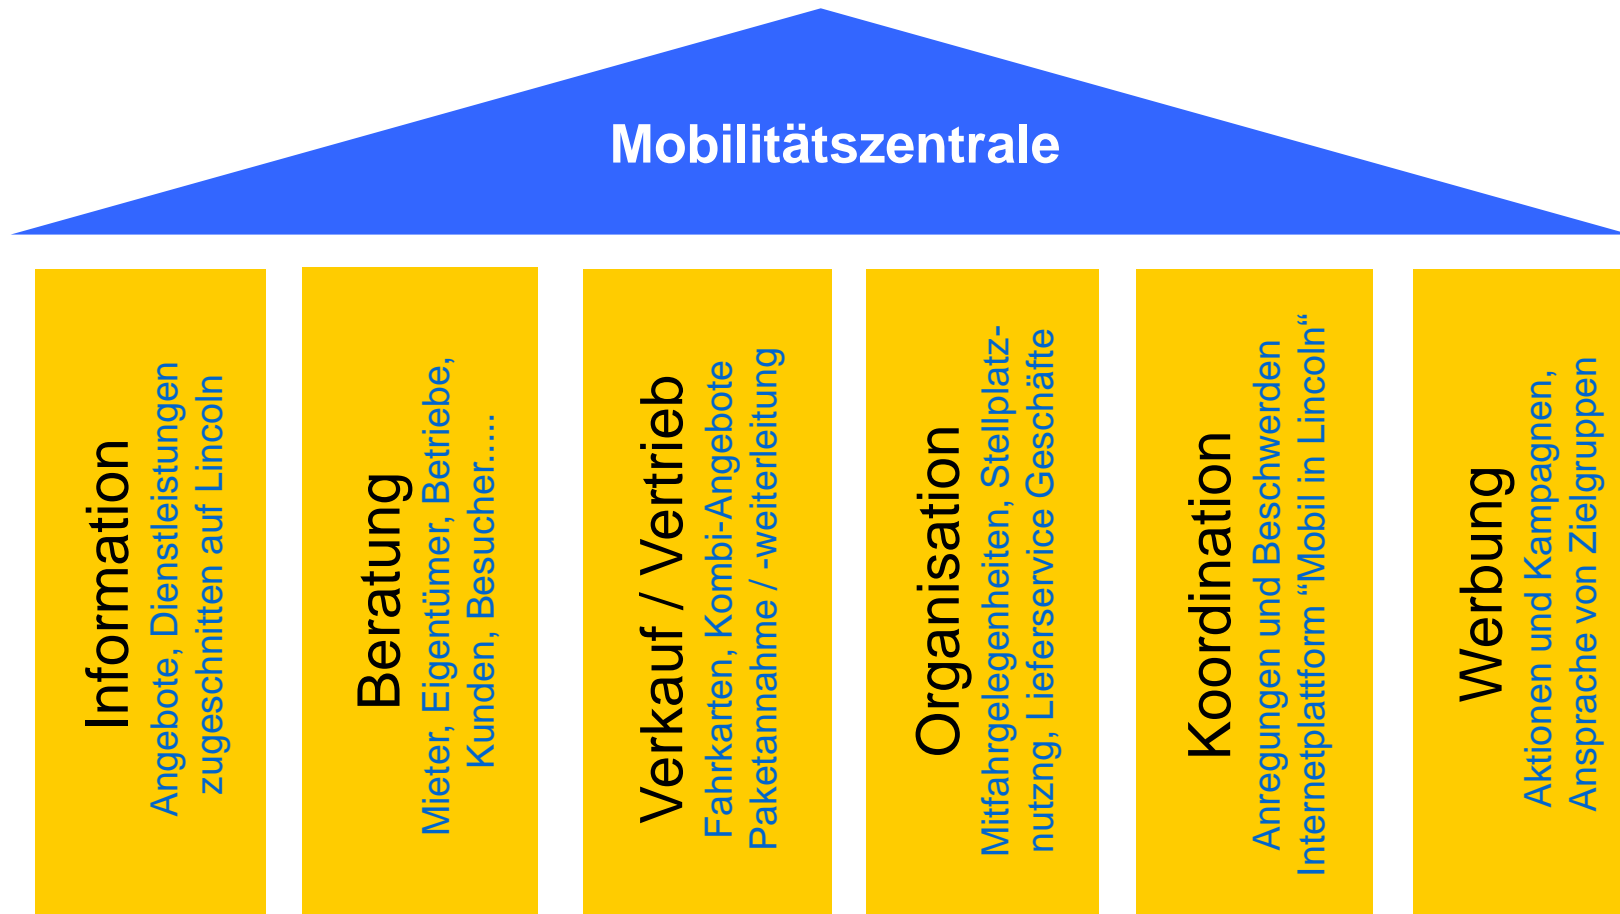 Mobilitätszentrale
Information
Angebote, Dienstleistungen
zugeschnitten auf Lincoln
Beratung
Mieter, Eigentümer, Betriebe,
Kunden, Besucher.....
Verkauf / Vertrieb
Fahrkarten, Kombi-Angebote
Paketannahme / -weiterleitung
Organisation
Mitfahrgelegenheiten, Stellplatz-
nutzng, Lieferservice Geschäfte
Koordination
Anregungen und Beschwerden
Internetplattform “Mobil in Lincoln“
Werbung
Aktionen und Kampagnen,
Ansprache von Zielgruppen